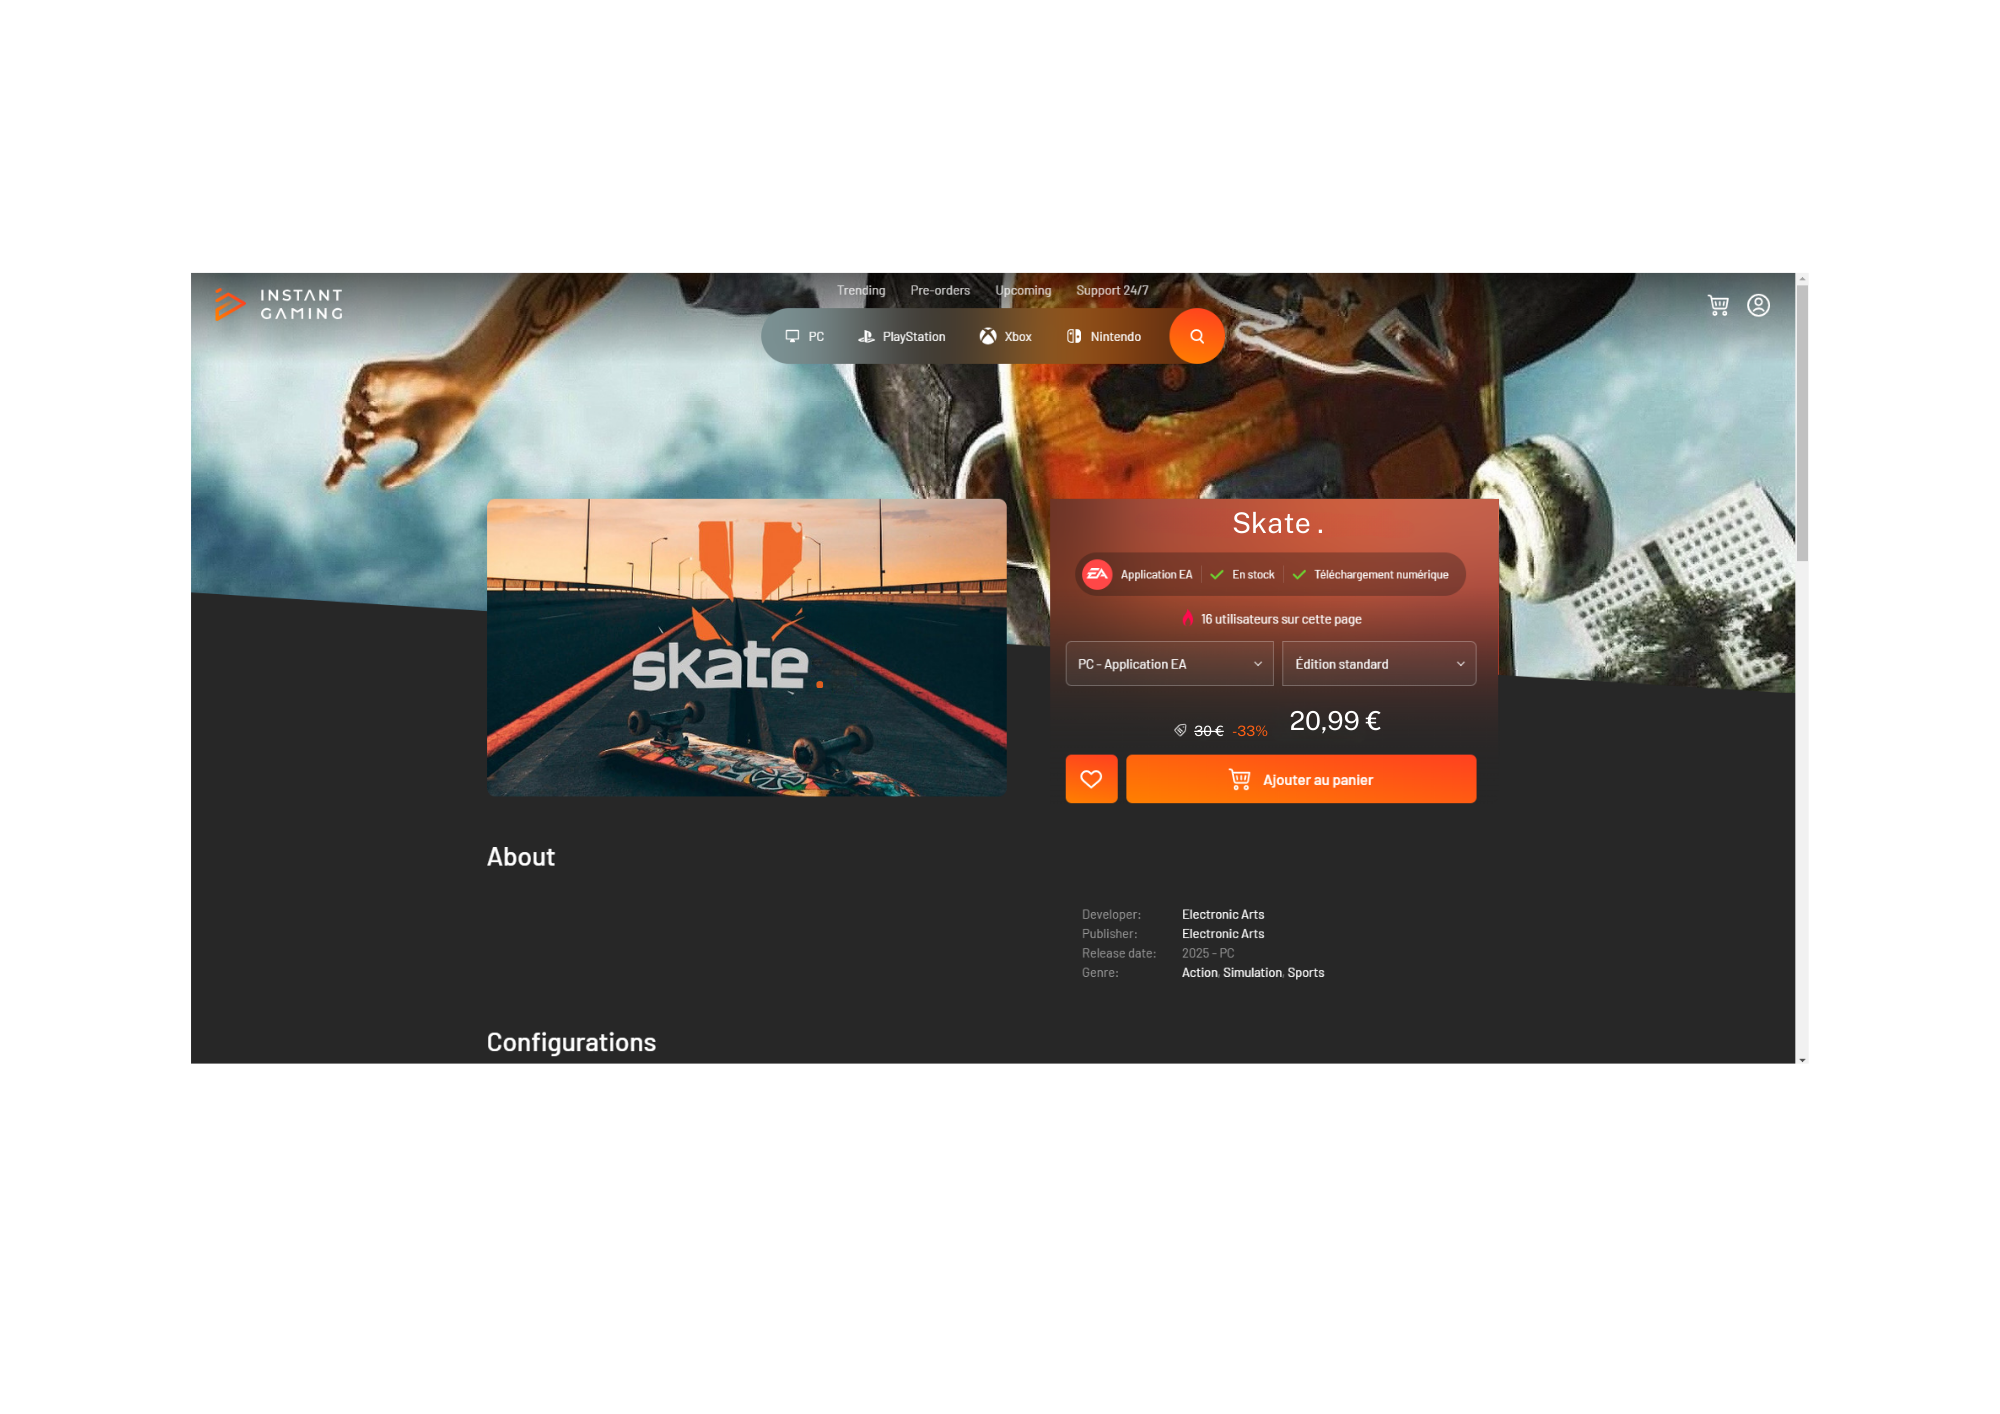 INSTANT
GAMING
Trending Pre-orders Upcoming Support 24/7
PC PlayStation Xbox Nintendo
skate.
Skate .
EA Application EA En stock Téléchargement numérique
16 utilisateurs sur cette page
PC - Application EA Édition standard
30 € -33% 20,99 €
Ajouter au panier
About
Developer: Electronic Arts
Publisher: Electronic Arts
Release date: 2025 - PC
Genre: Action, Simulation, Sports
Configurations